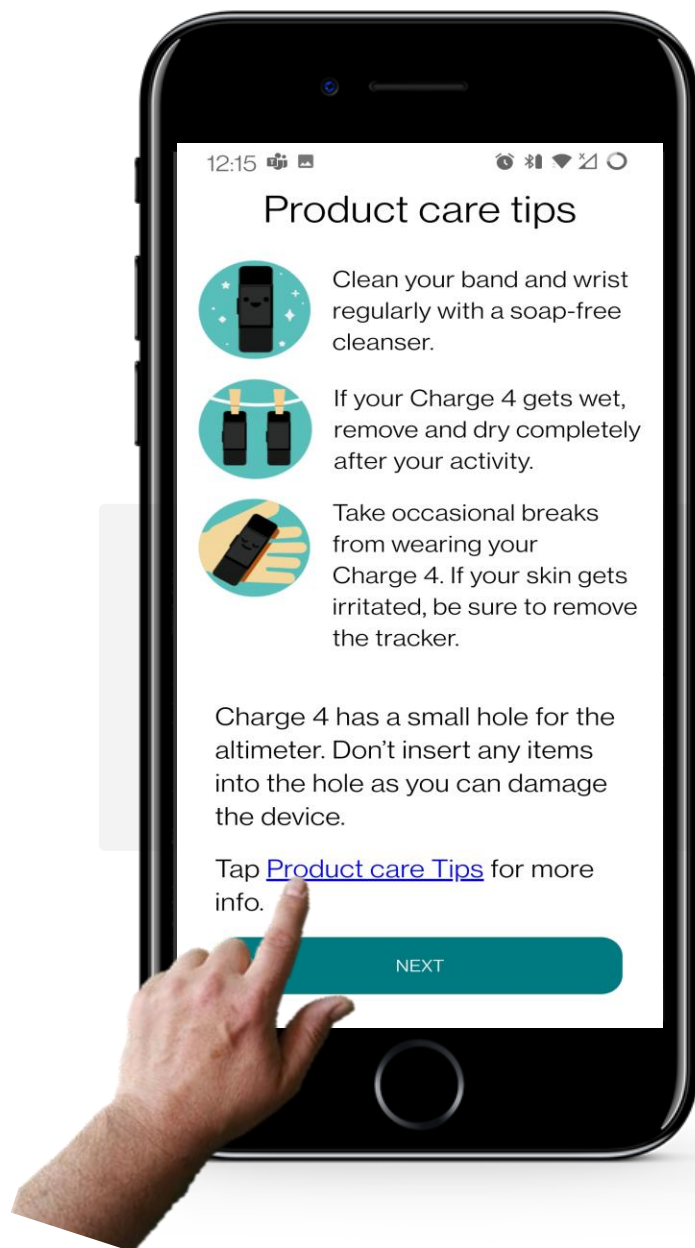 12:15
Product care tips
Clean your band and wrist
regularly with a soap-free
cleanser.
If your Charge 4 gets wet,
remove and dry completely
after your activity.
Take occasional breaks
from wearing your
Charge 4. If your skin gets
irritated, be sure to remove
the tracker.
Charge 4 has a small hole for the
altimeter. Don’t insert any items
into the hole as you can damage
the device.
Tap Product care Tips for more
info.
NEXT